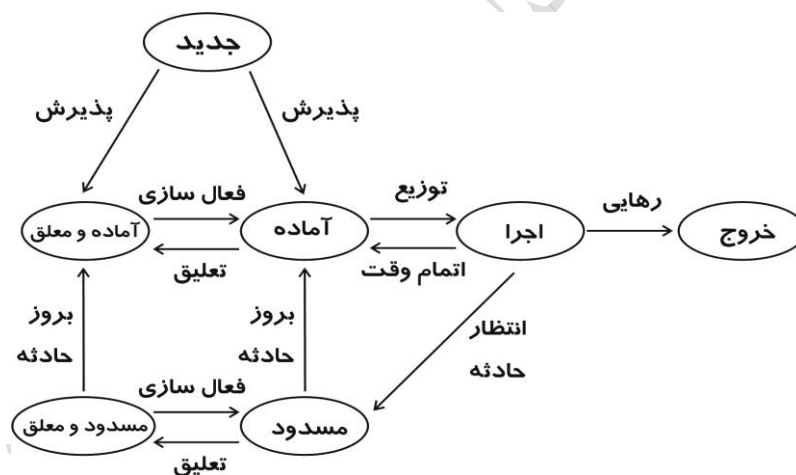 جدید
پذیرش
پذیرش
توزیع
فعال سازی
رهایی
خروج
اجرا
آماده
آماده و معلق
اتمام وقت
تعلیق
انتظار
حادثه
بروز
حادثه
بروز
حادثه
فعال سازی
مسدود
مسدود و معلق
تعلیق